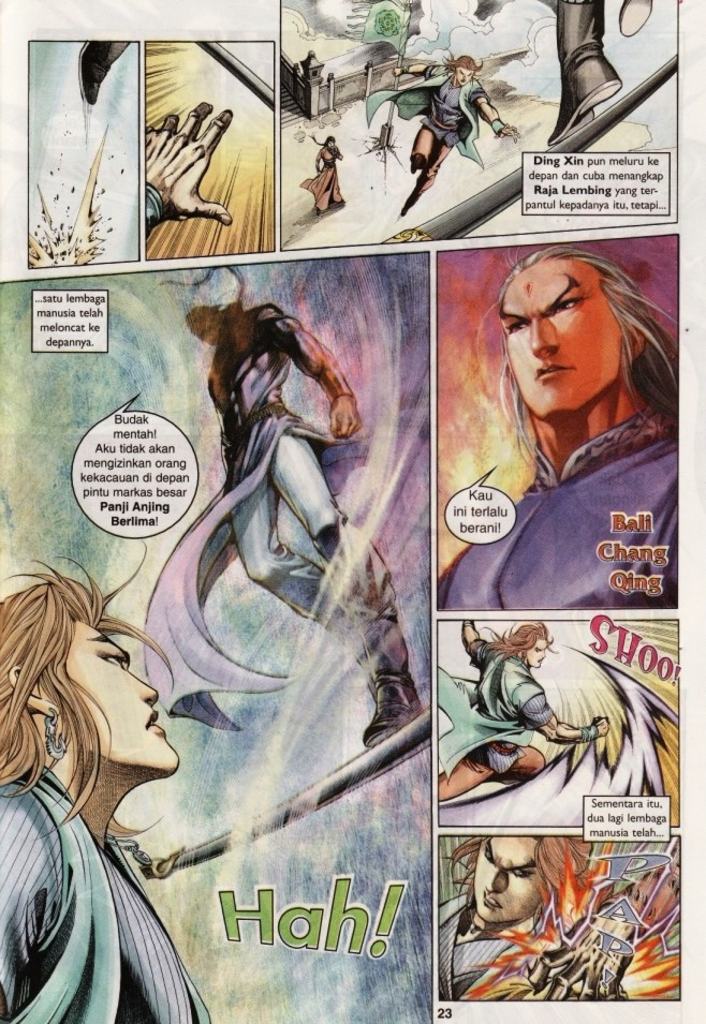 Ding Xin pun meluru ke
depan dan cuba menangkap
Raja Lembing yang ter-
pantul kepadanya itu, tetapi...
...satu lembaga
manusia telah
meloncat ke
depannya.
Budak
mentah!
Aku tidak akan
mengizinkan orang
kekacauan di depan
pintu markas besar
Panji Anjing
Berlima!
Hah!
Kau
ini terlalu
berani!
Bali
Chang
Qing
SHOO!
Sementara itu,
dua lagi lembaga
manusia telah...
PAP!
23